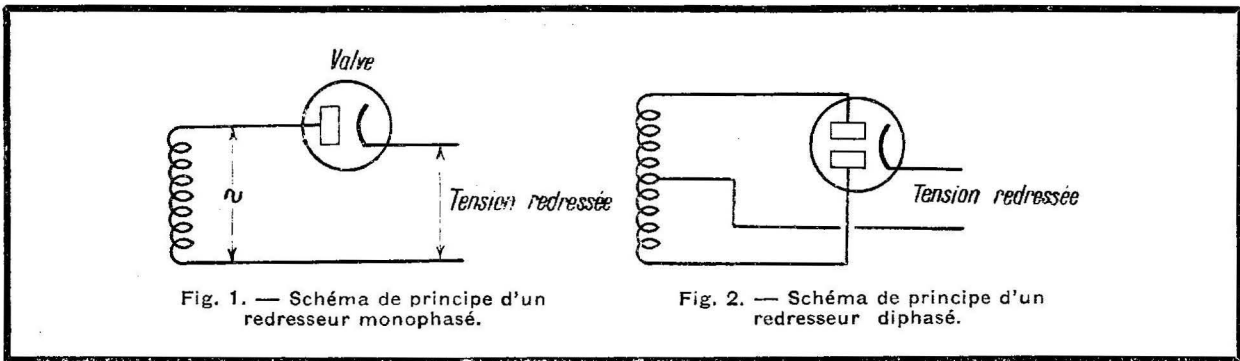 Valve
~
Tension redressée
Fig. 1. — Schéma de principe d'un
redresseur monophasé.
Tension redressée
Fig. 2. — Schéma de principe d'un
redresseur diphasé.